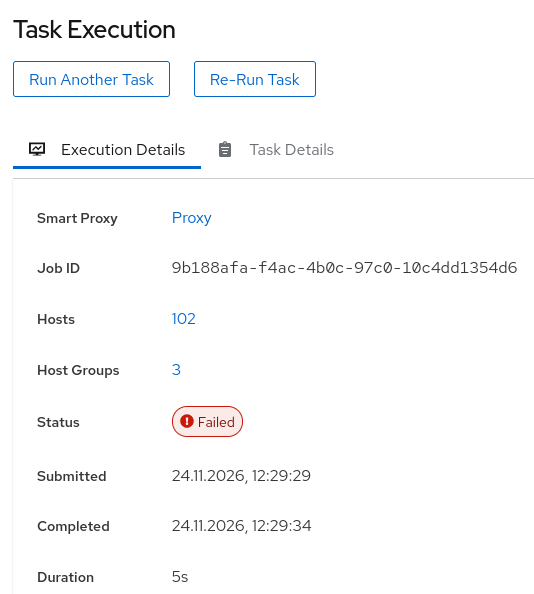 Task Execution
Run Another Task Re-Run Task
Execution Details Task Details
Smart Proxy Proxy
Job ID 9b188afa-f4ac-4b0c-97c0-10c4dd1354d6
Hosts 102
Host Groups 3
Status Failed
Submitted 24.11.2026, 12:29:29
Completed 24.11.2026, 12:29:34
Duration 5s